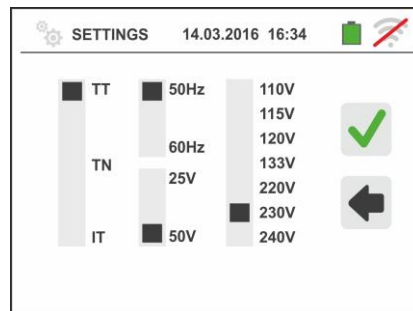 SETTINGS 14.03.2016 16:34
TT 50Hz 110V
115V
120V
60Hz 133V
TN 25V 220V
230V
IT 50V 240V